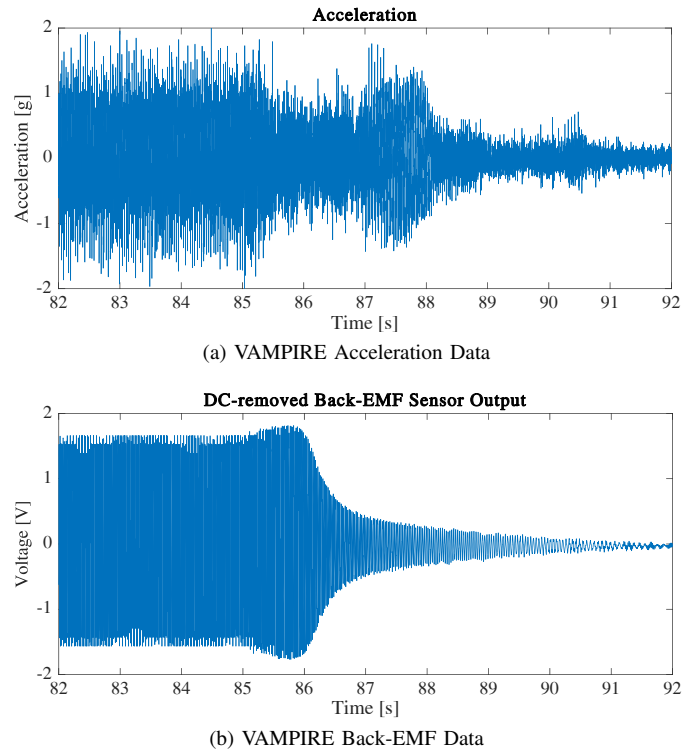 Acceleration
Acceleration [g]
2
1
0
-1
-2
82 83 84 85 86 87 88 89 90 91 92
Time [s]
(a) VAMPIRE Acceleration Data
DC-removed Back-EMF Sensor Output
Voltage [V]
2
1
0
-1
-2
82 83 84 85 86 87 88 89 90 91 92
Time [s]
(b) VAMPIRE Back-EMF Data